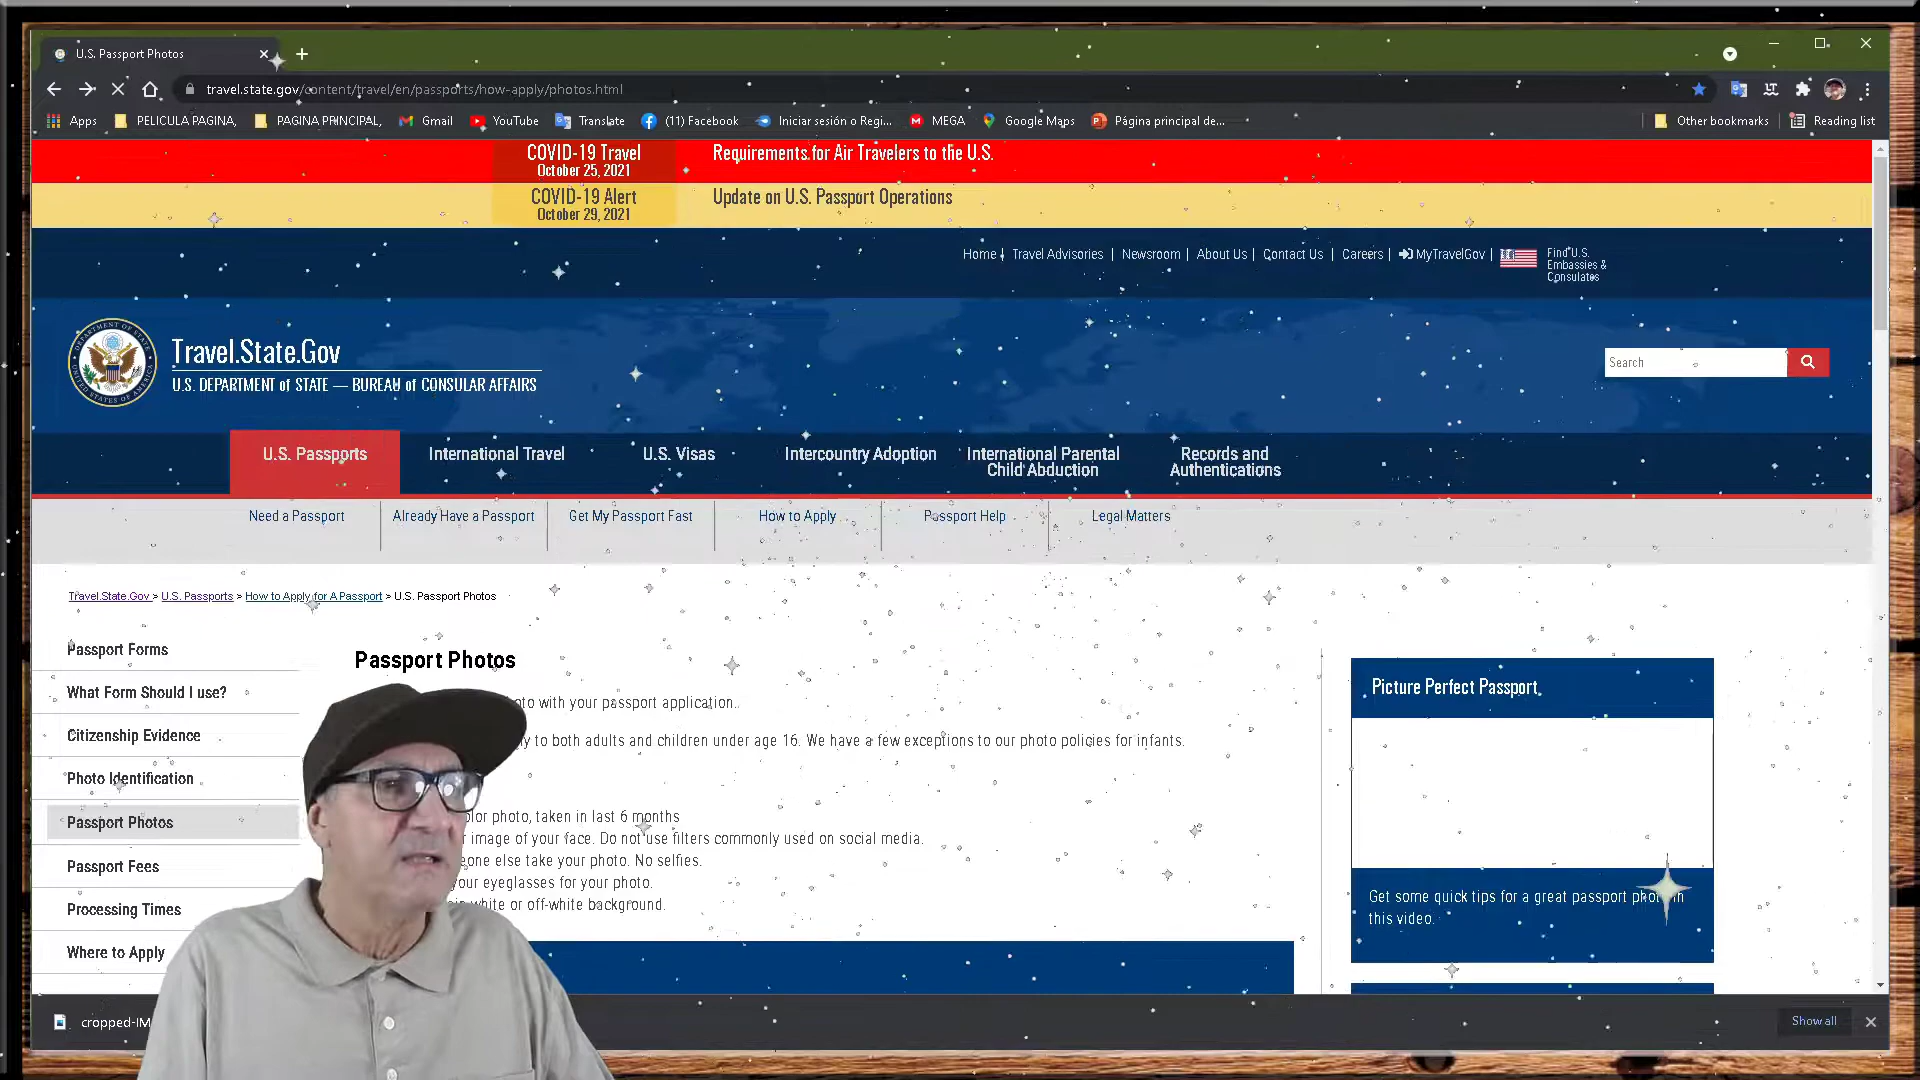 U.S. Passport Photos
travel.state.gov/content/travel/en/passports/how-apply/photos.html
Apps
PELICULA PAGINA,
PAGINA PRINCIPAL,
Gmail
YouTube
Translate
(11) Facebook
Iniciar sesión o Regi...
MEGA
Google Maps
Página principal de...
Other bookmarks
Reading list
COVID-19 Travel
October 25, 2021
Requirements for Air Travelers to the U.S.
COVID-19 Alert
October 29, 2021
Update on U.S. Passport Operations
Home | Travel Advisories | Newsroom | About Us | Contact Us | Careers | MyTravelGov |
Find U.S.
Embassies &
Consulates
Travel.State.Gov
U.S. DEPARTMENT of STATE — BUREAU of CONSULAR AFFAIRS
Search
U.S. Passports
International Travel
U.S. Visas
Intercountry Adoption
International Parental
Child Abduction
Records and
Authentications
Need a Passport
Already Have a Passport
Get My Passport Fast
How to Apply
Passport Help
Legal Matters
Travel.State.Gov > U.S. Passports > How to Apply for A Passport > U.S. Passport Photos
Passport Forms
What Form Should I use?
Citizenship Evidence
Photo Identification
Passport Photos
Passport Fees
Processing Times
Where to Apply
Passport Photos
with your passport application.
to both adults and children under age 16. We have a few exceptions to our photo policies for infants.
photo, taken in last 6 months
image of your face. Do not use filters commonly used on social media.
else take your photo. No selfies.
your eyeglasses for your photo.
white or off-white background.
Picture Perfect Passport
Get some quick tips for a great passport photo in
this video.
cropped-IM
Show all